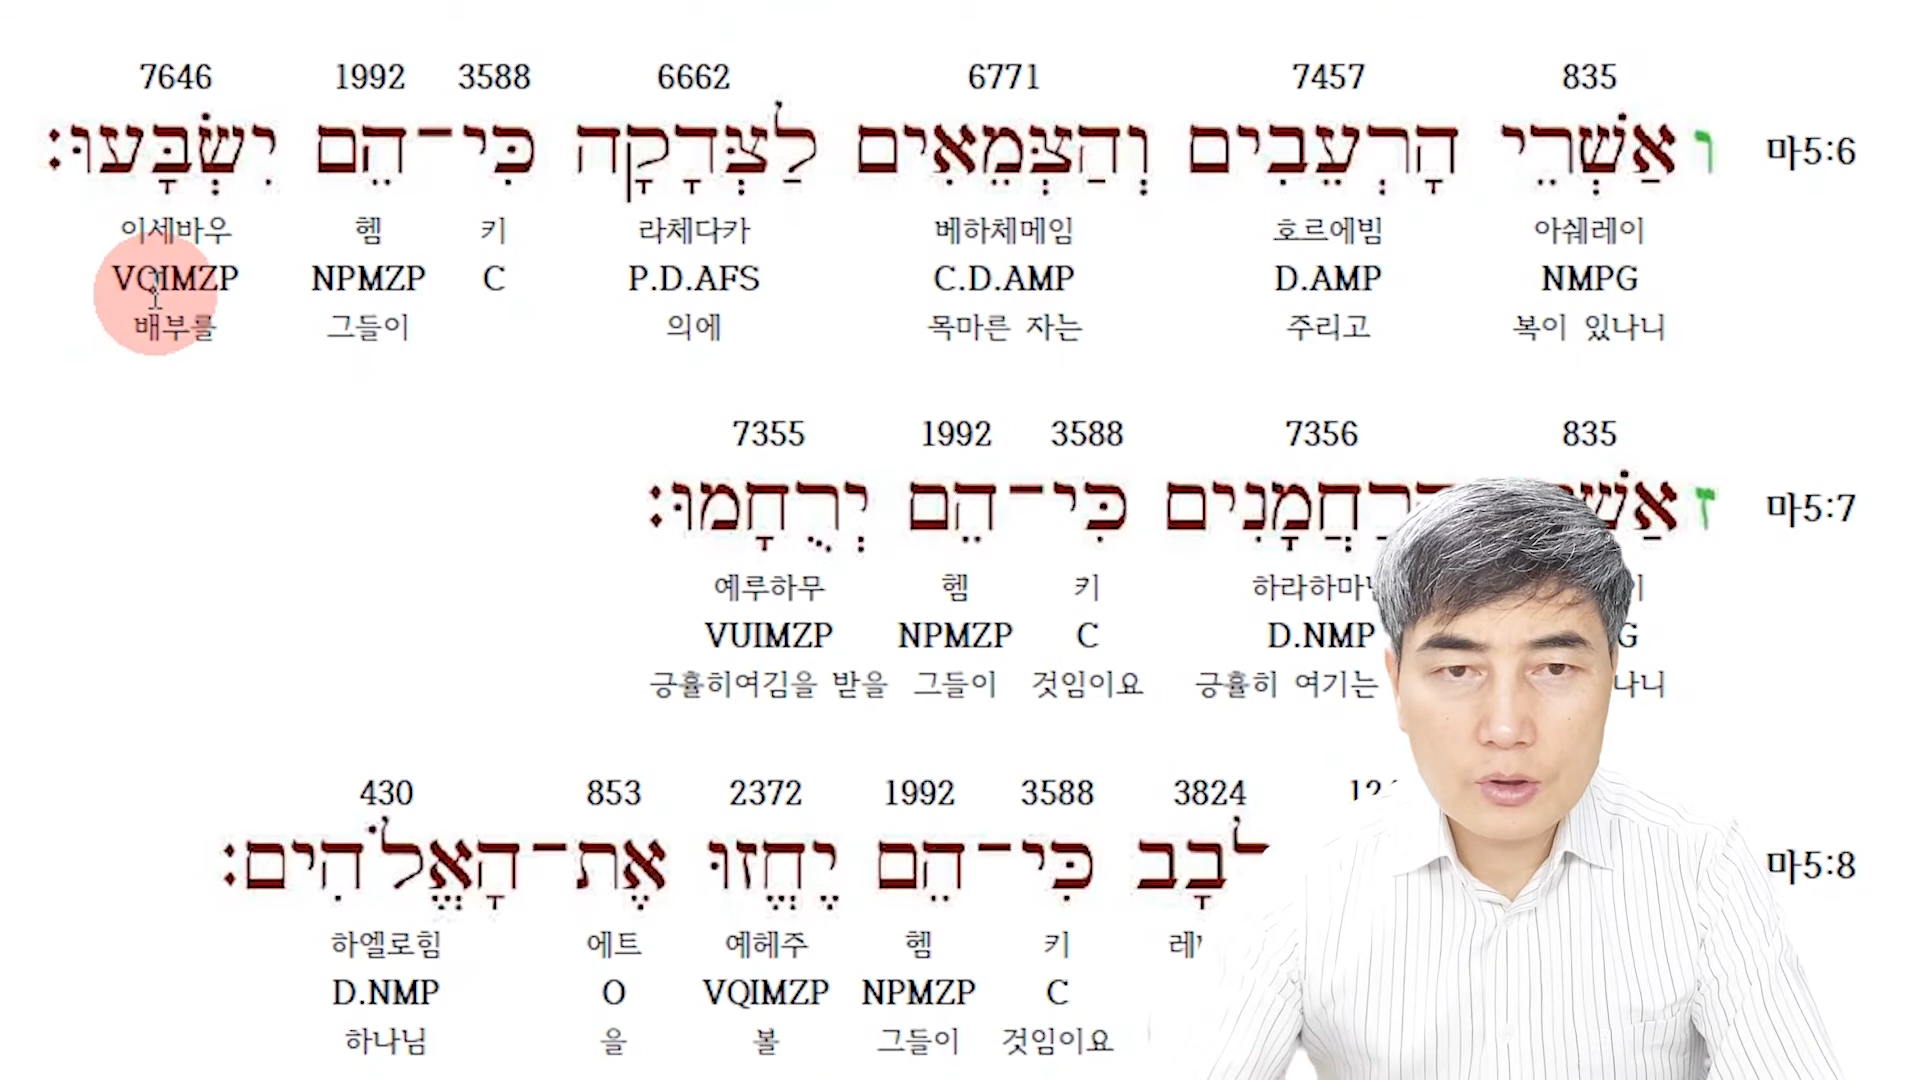 7646 1992 3588 6662 6771 7457 835
ו אַשְׁרֵי הָרְעֵבִים וְהַצְּמֵאִים לַצְּדָקָה כִּי־הֵם יִשְׂבָּעוּ׃ 마5:6
이세바우 헴 키 라체다카 베하체메임 호르에빔 아쉐레이
VQIMZP NPMZP C P.D.AFS C.D.AMP D.AMP NMPG
배부를 그들이 의에 목마른 자는 주리고 복이 있나니
7355 1992 3588 7356 835
ז כִּי־הֵם יְרֻחָמוּ׃ 마5:7
예루하무 헴 키
VUIMZP NPMZP C D.NMP
긍휼히여김을 받을 그들이 것임이요 긍휼히 여기는
430 853 2372 1992 3588 3824
כִּי־הֵם יֶחֱזוּ אֶת־הָאֱלֹהִים׃ 마5:8
하엘로힘 에트 예헤주 헴 키
D.NMP O VQIMZP NPMZP C
하나님 을 볼 그들이 것임이요